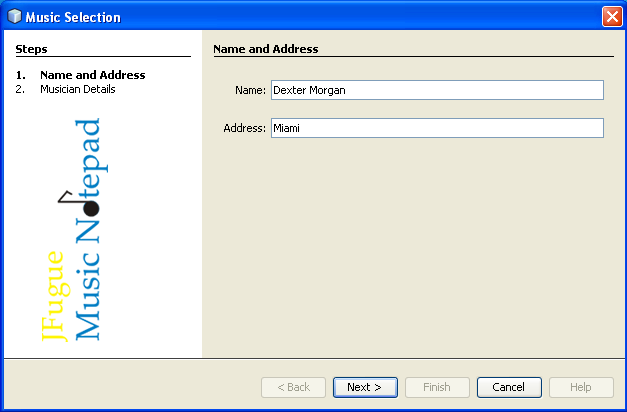 Music Selection
Steps
1. Name and Address
2. Musician Details
JFugue
Music Notepad
Name and Address
Name: Dexter Morgan
Address: Miami
< Back Next > Finish Cancel Help